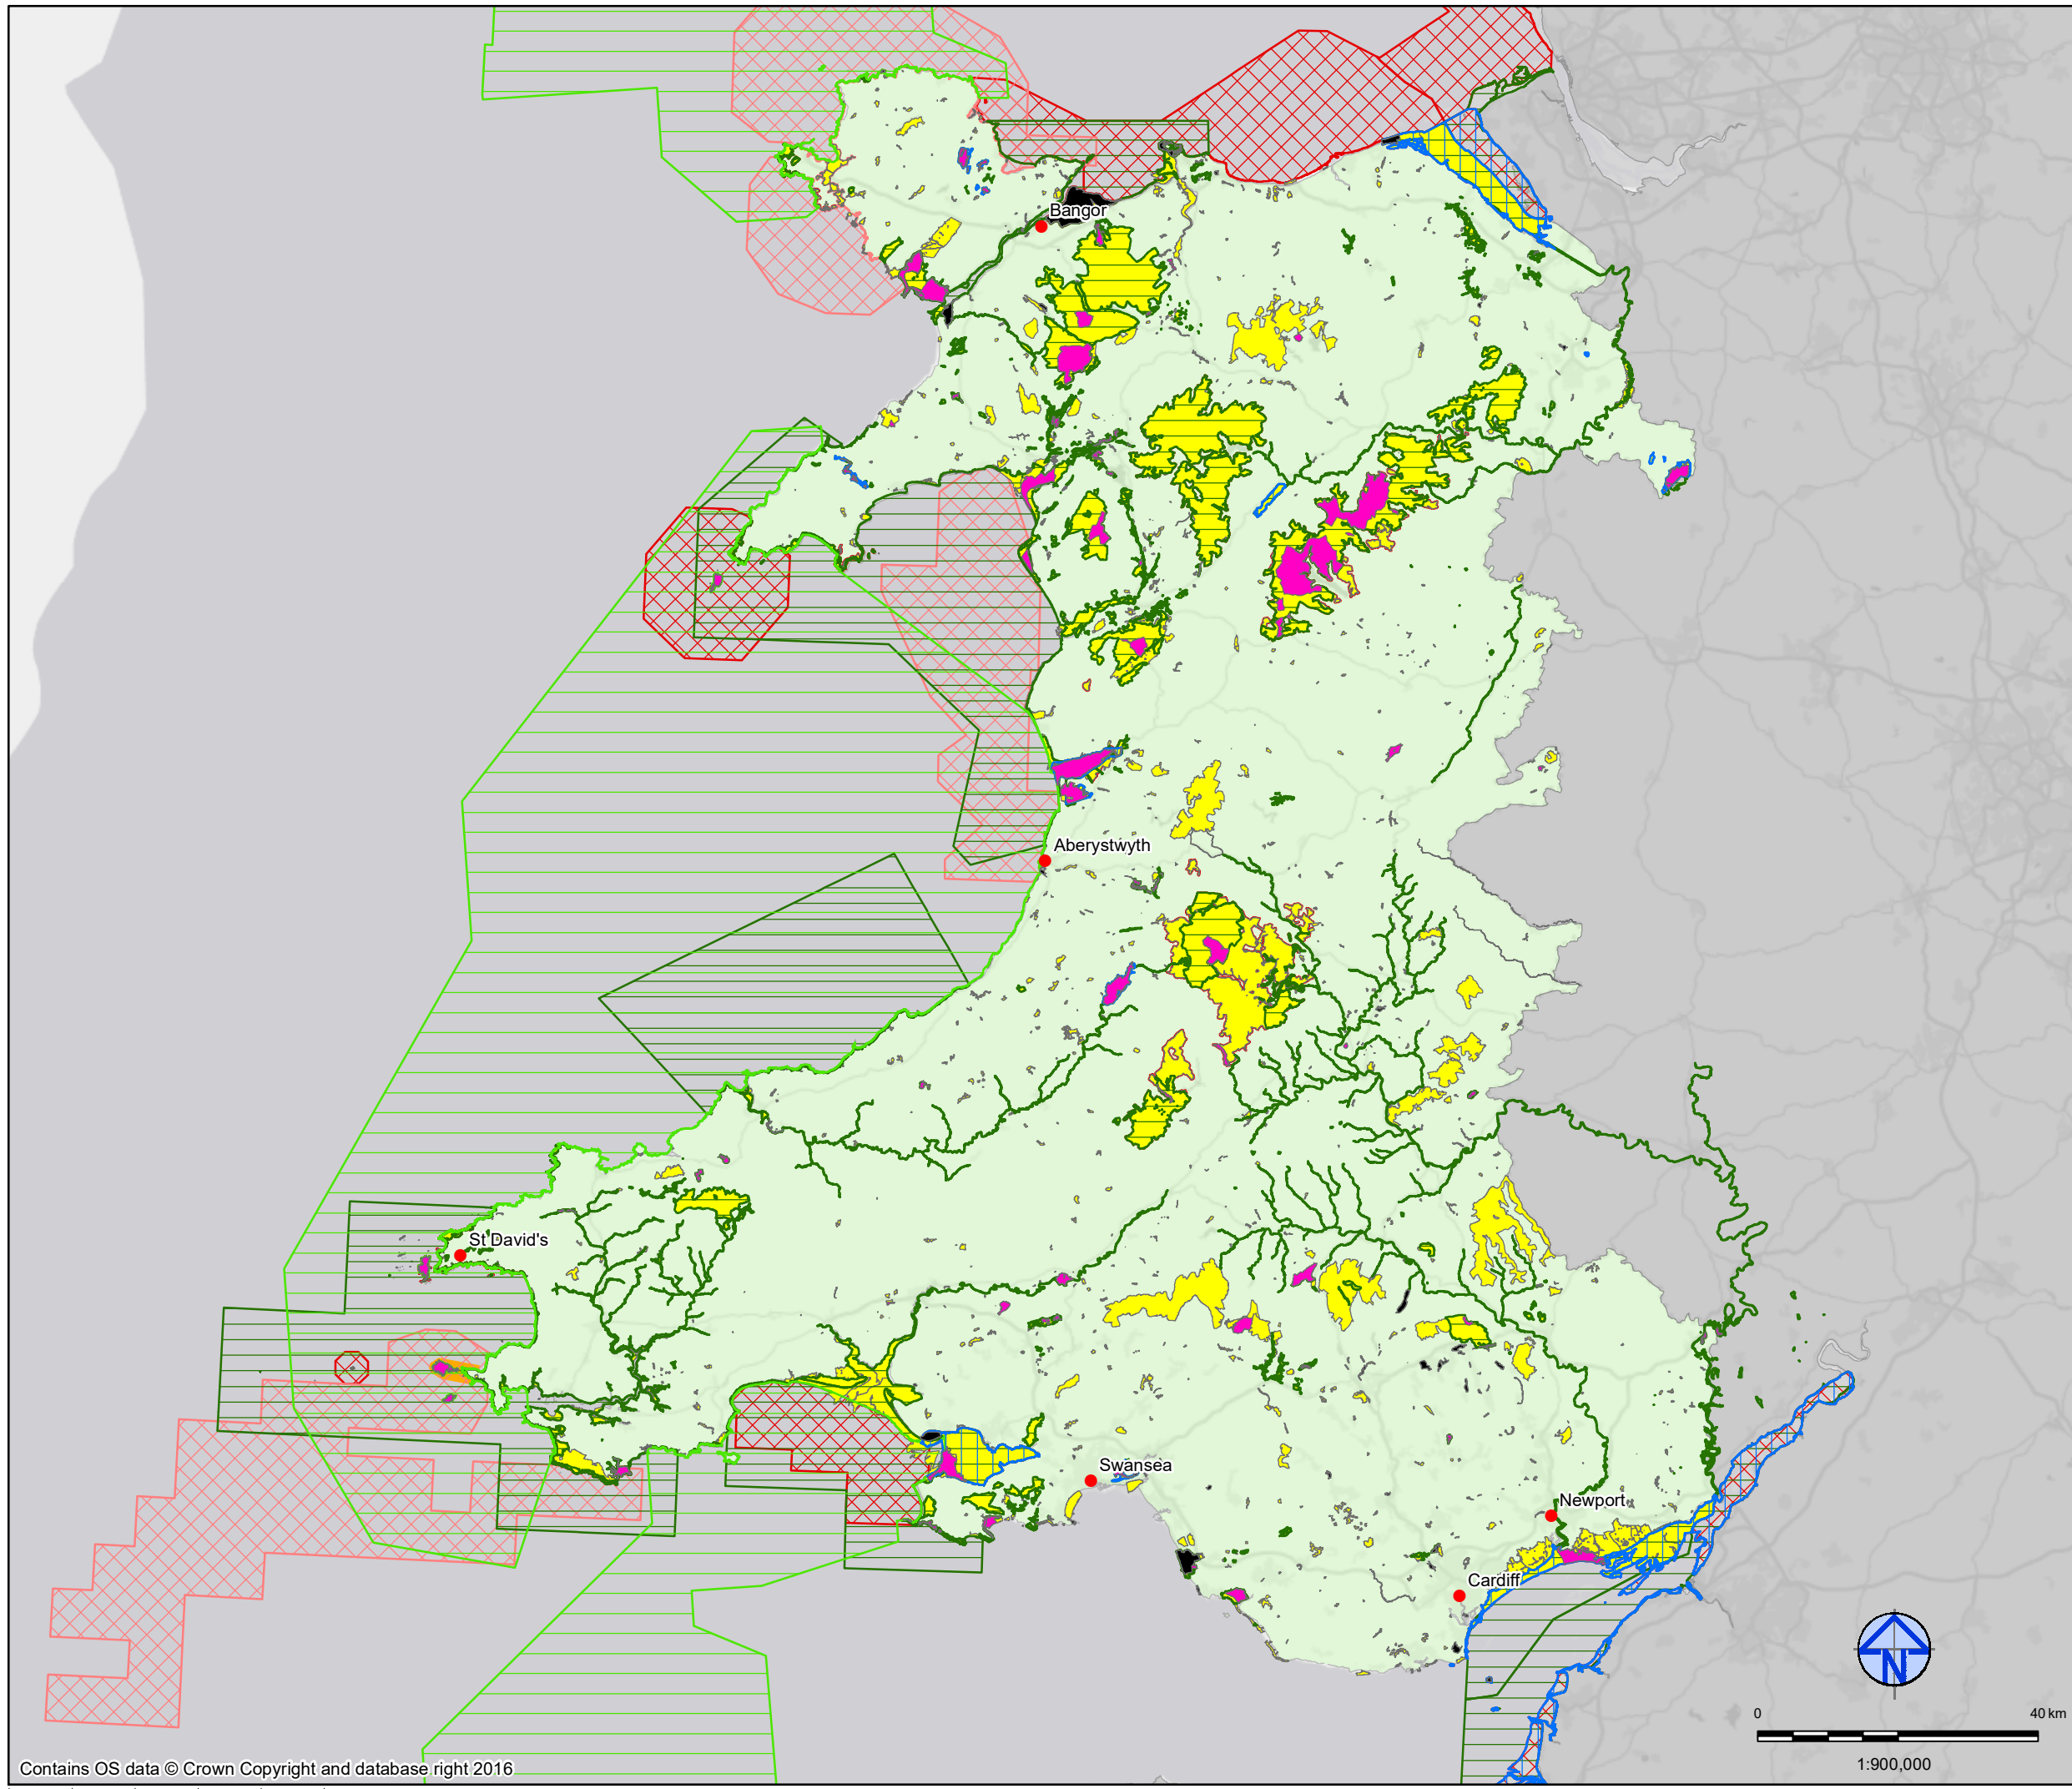 Bangor
Aberystwyth
St David's
Swansea
Newport
Cardiff
N
0 40 km
1:900,000
Contains OS data © Crown Copyright and database right 2016